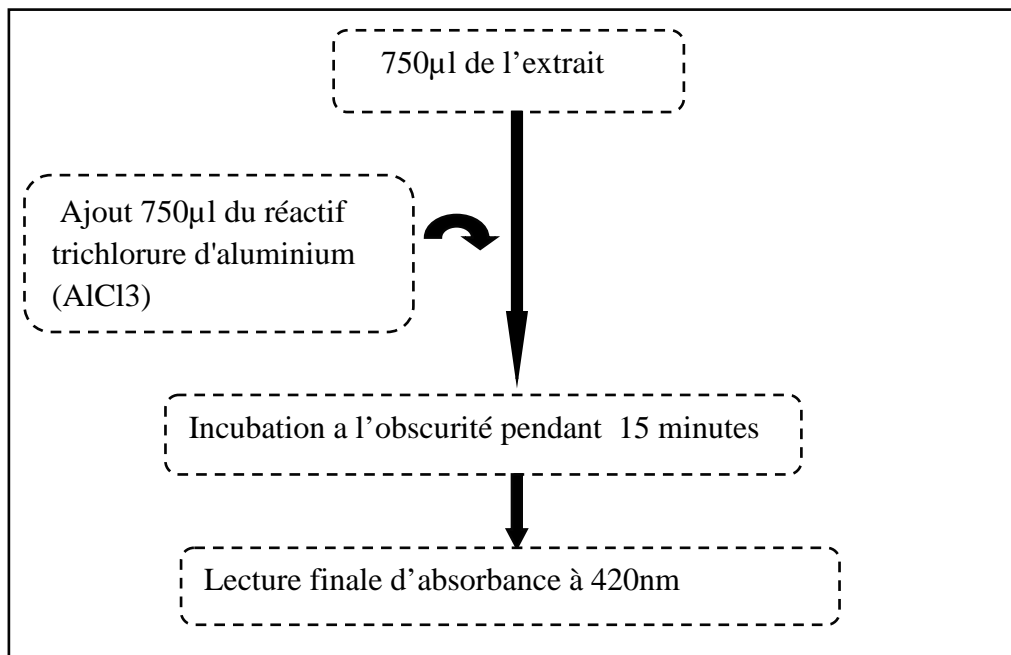 750µl de l’extrait
Ajout 750µl du réactif
trichlorure d'aluminium
(AlCl3)
Incubation a l’obscurité pendant 15 minutes
Lecture finale d’absorbance à 420nm